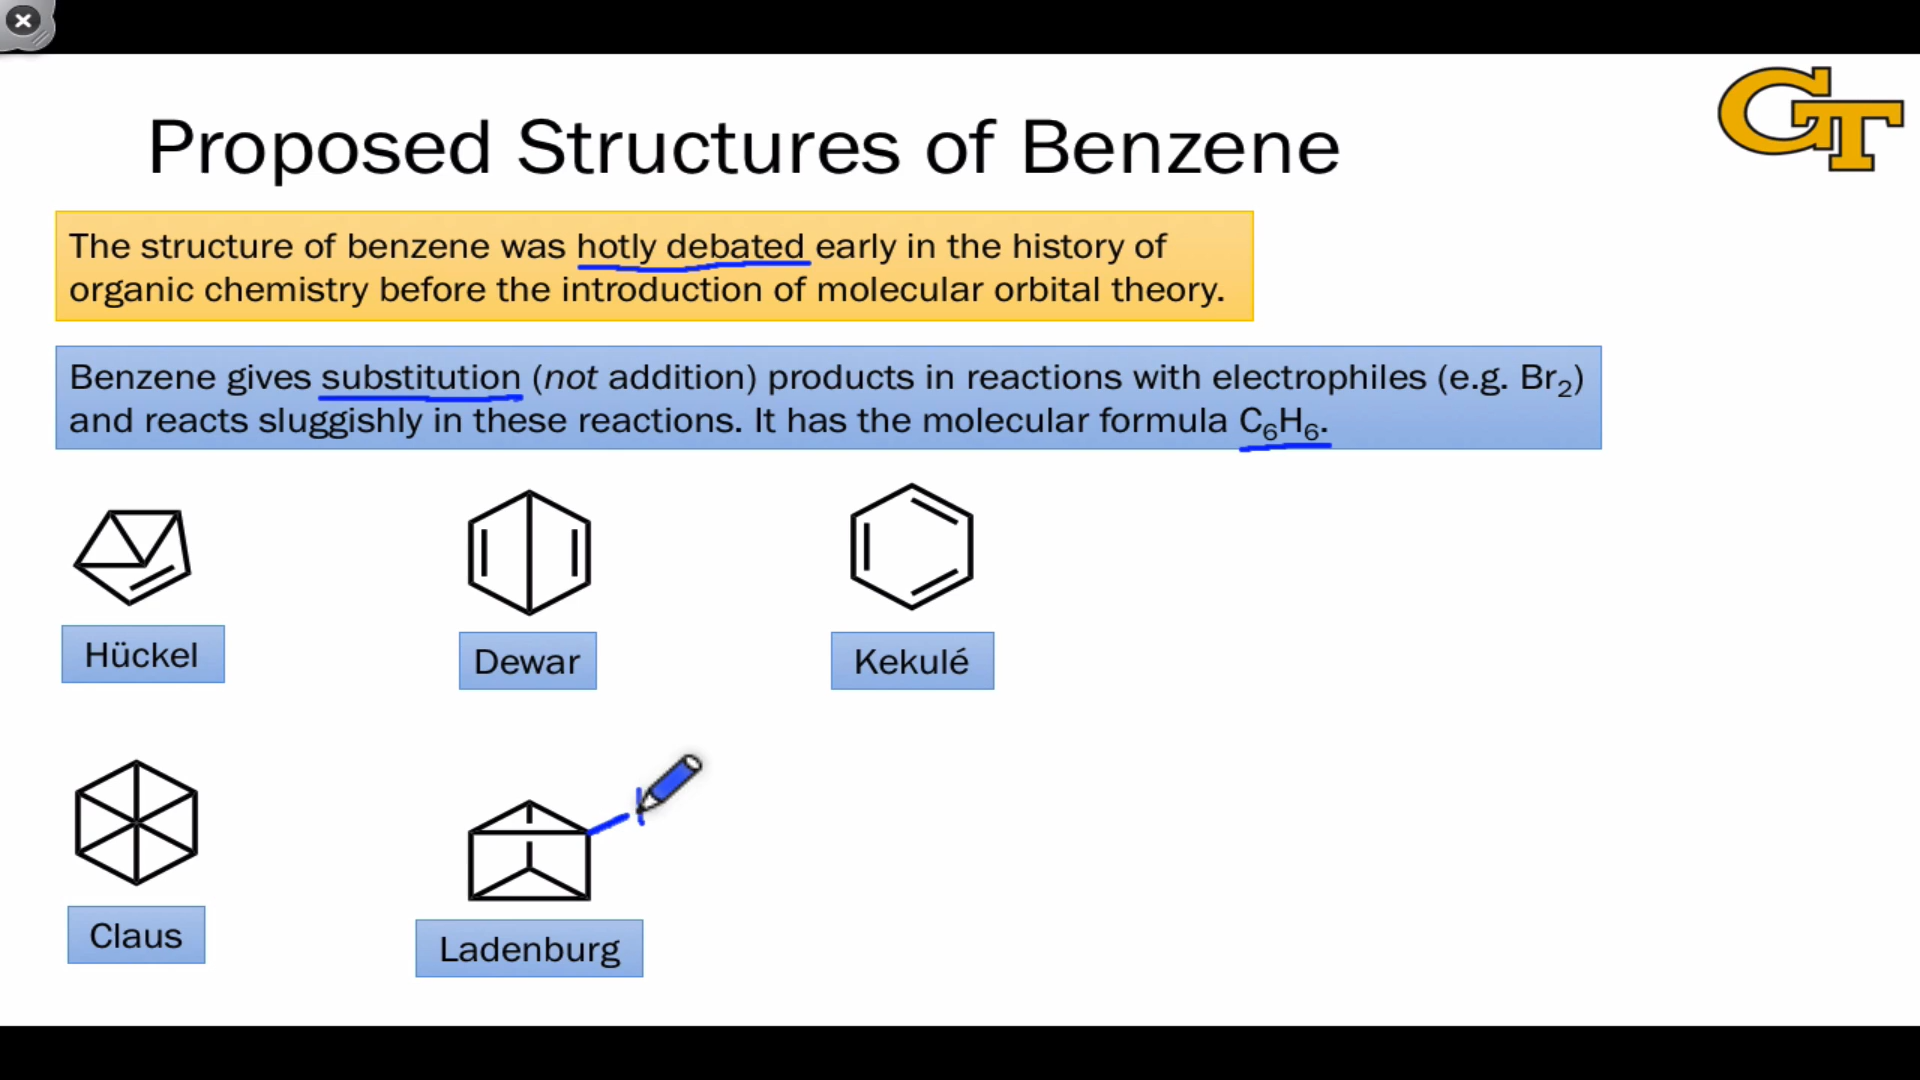 GT
Proposed Structures of Benzene
The structure of benzene was hotly debated early in the history of
organic chemistry before the introduction of molecular orbital theory.
Benzene gives substitution (not addition) products in reactions with electrophiles (e.g. Br₂)
and reacts sluggishly in these reactions. It has the molecular formula C₆H₆.
Hückel
Dewar
Kekulé
Claus
Ladenburg